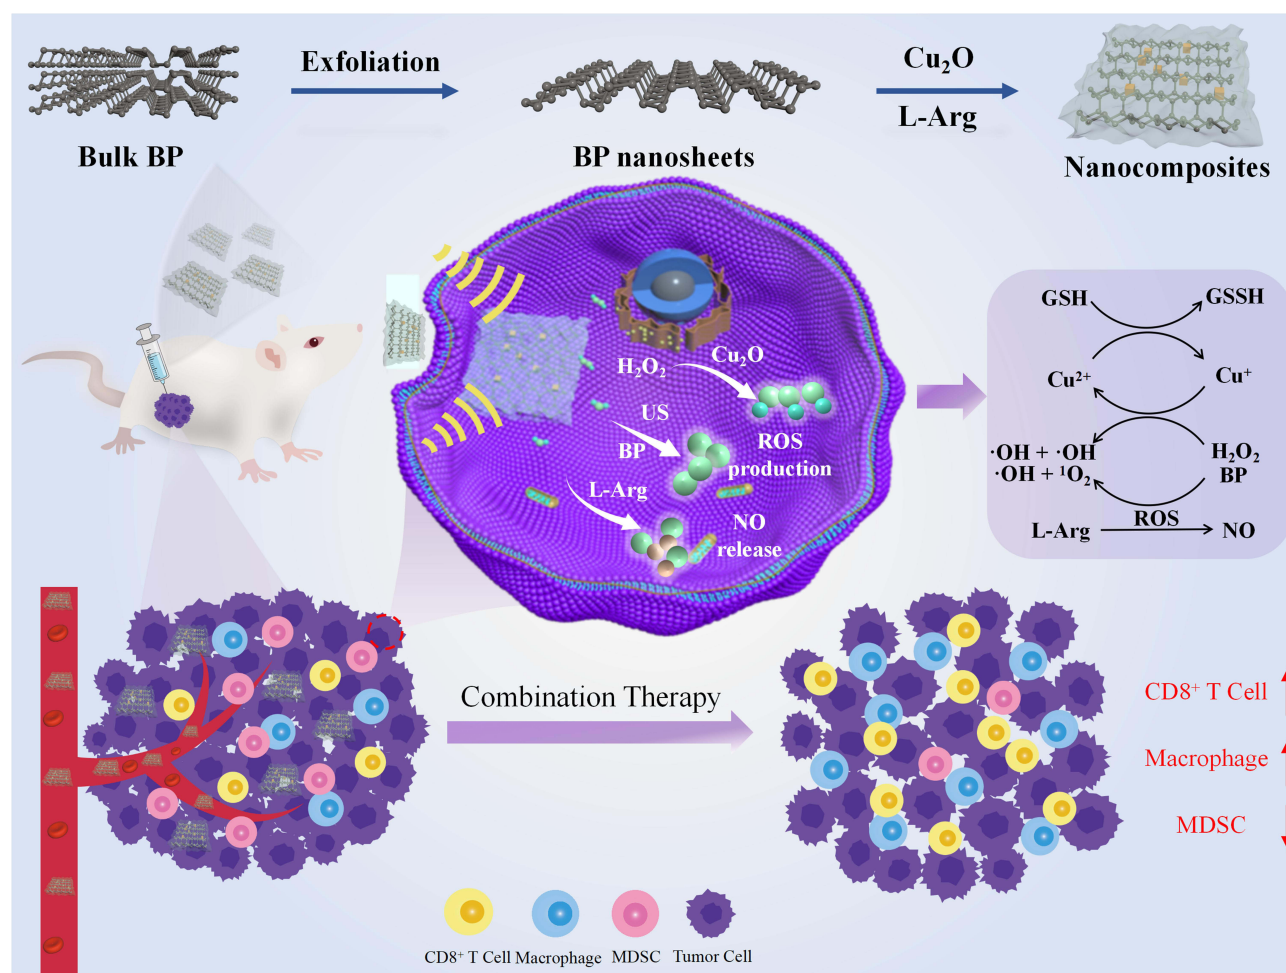 Exfoliation
Cu₂O
L-Arg
Bulk BP
BP nanosheets
Nanocomposites
H₂O₂
Cu₂O
US
BP
ROS
production
L-Arg
NO
release
GSH
GSSH
Cu²⁺
Cu⁺
·OH + ·OH
H₂O₂
·OH + ¹O₂
BP
ROS
L-Arg
NO
Combination Therapy
CD8⁺ T Cell
Macrophage
MDSC
CD8⁺ T Cell
Macrophage
MDSC
Tumor Cell